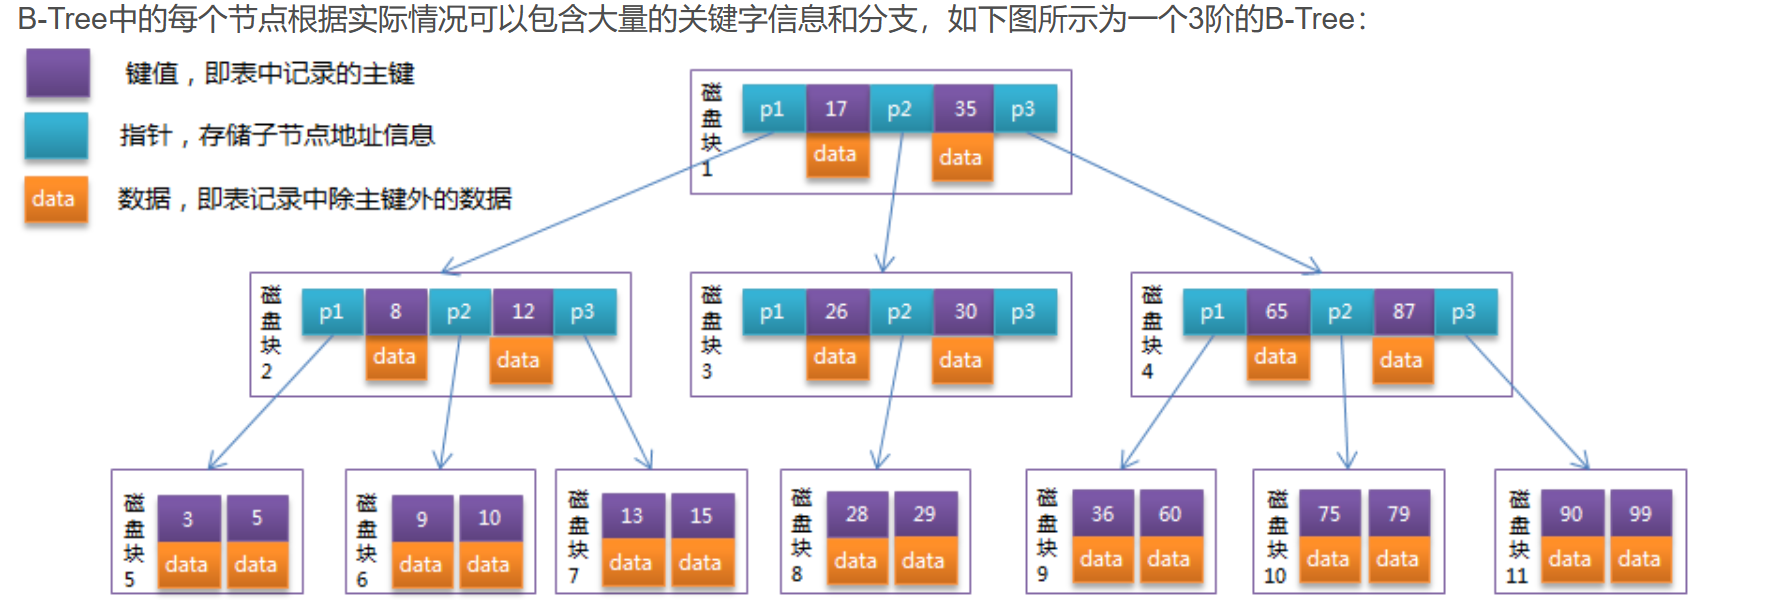 B-Tree中的每个节点根据实际情况可以包含大量的关键字信息和分支，如下图所示为一个3阶的B-Tree：
键值，即表中记录的主键
指针，存储子节点地址信息
data 数据，即表记录中除主键外的数据
磁盘块1
p1 17 p2 35 p3
data data
磁盘块2
p1 8 p2 12 p3
data data
磁盘块3
p1 26 p2 30 p3
data data
磁盘块4
p1 65 p2 87 p3
data data
磁盘块5
3 5
data data
磁盘块6
9 10
data data
磁盘块7
13 15
data data
磁盘块8
28 29
data data
磁盘块9
36 60
data data
磁盘块10
75 79
data data
磁盘块11
90 99
data data